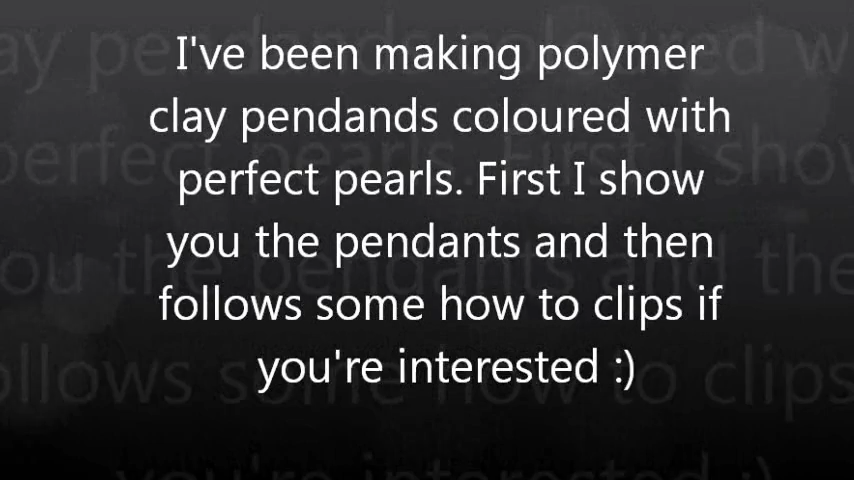 I've been making polymer
clay pendands coloured with
perfect pearls. First I show
you the pendants and then
follows some how to clips if
you're interested :)